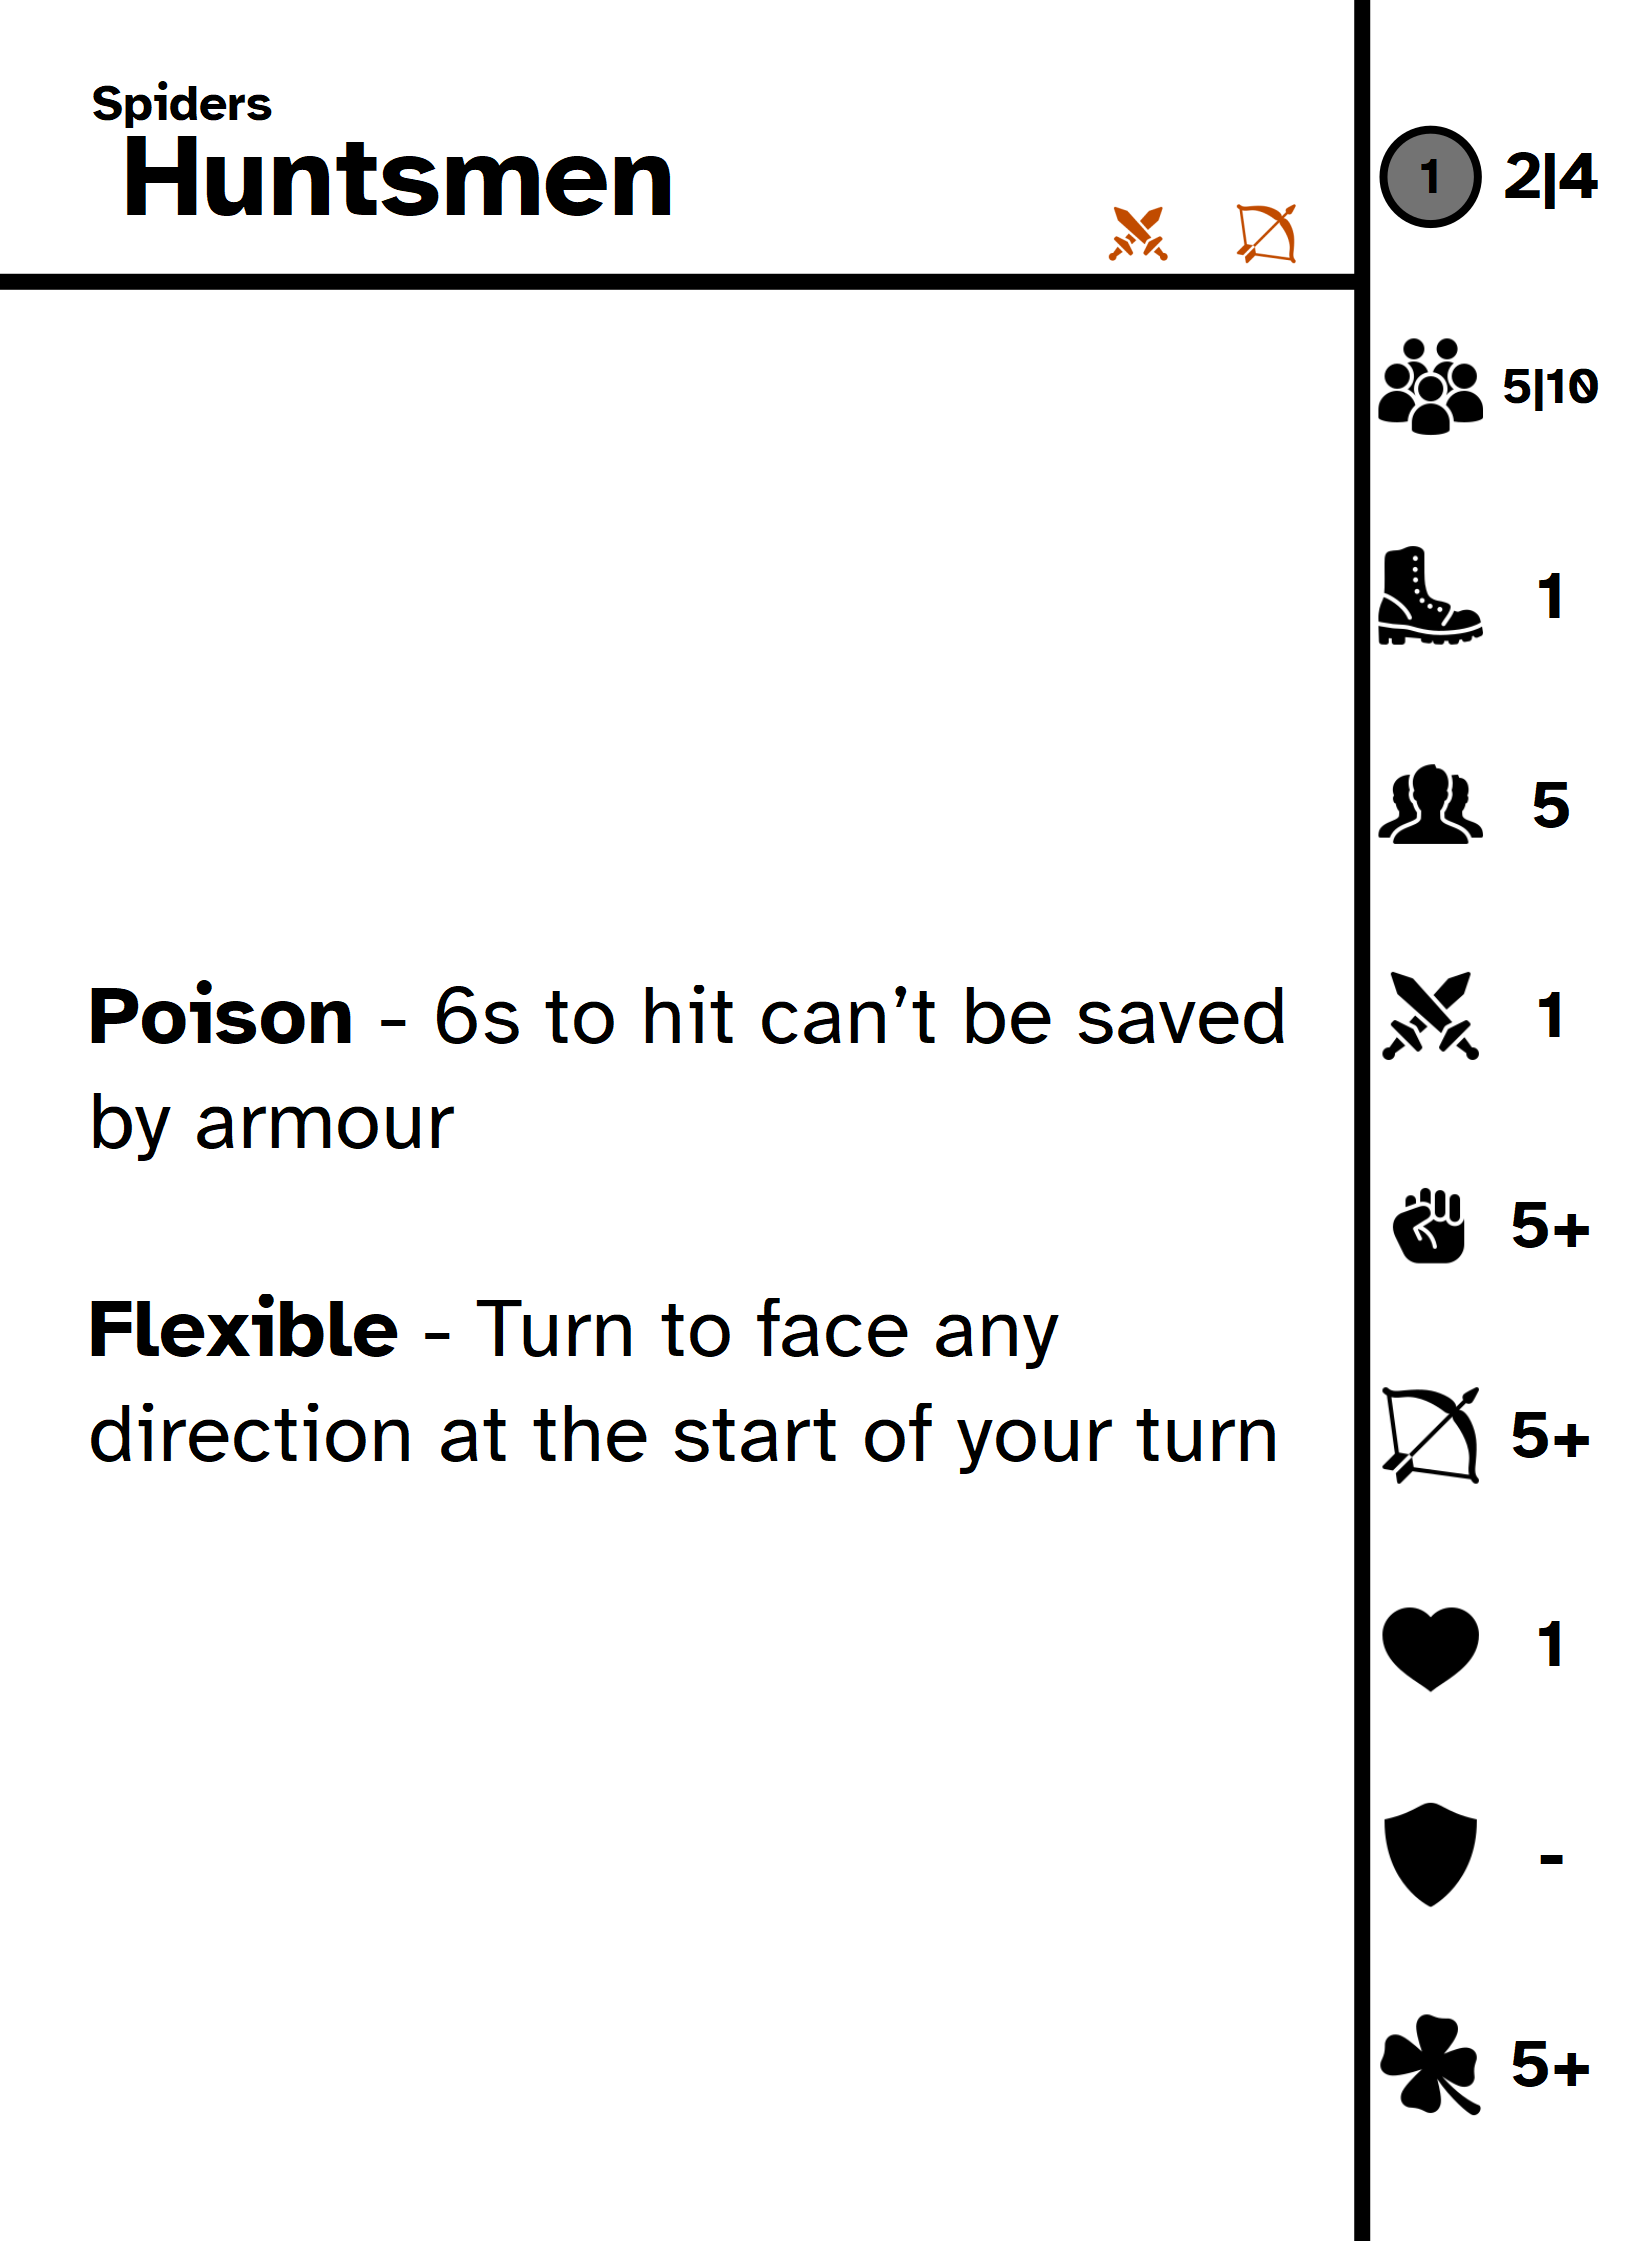 Spiders
Huntsmen
1 2|4
5|10
1
5
1
Poison - 6s to hit can’t be saved
by armour
5+
Flexible - Turn to face any
direction at the start of your turn
5+
1
-
5+